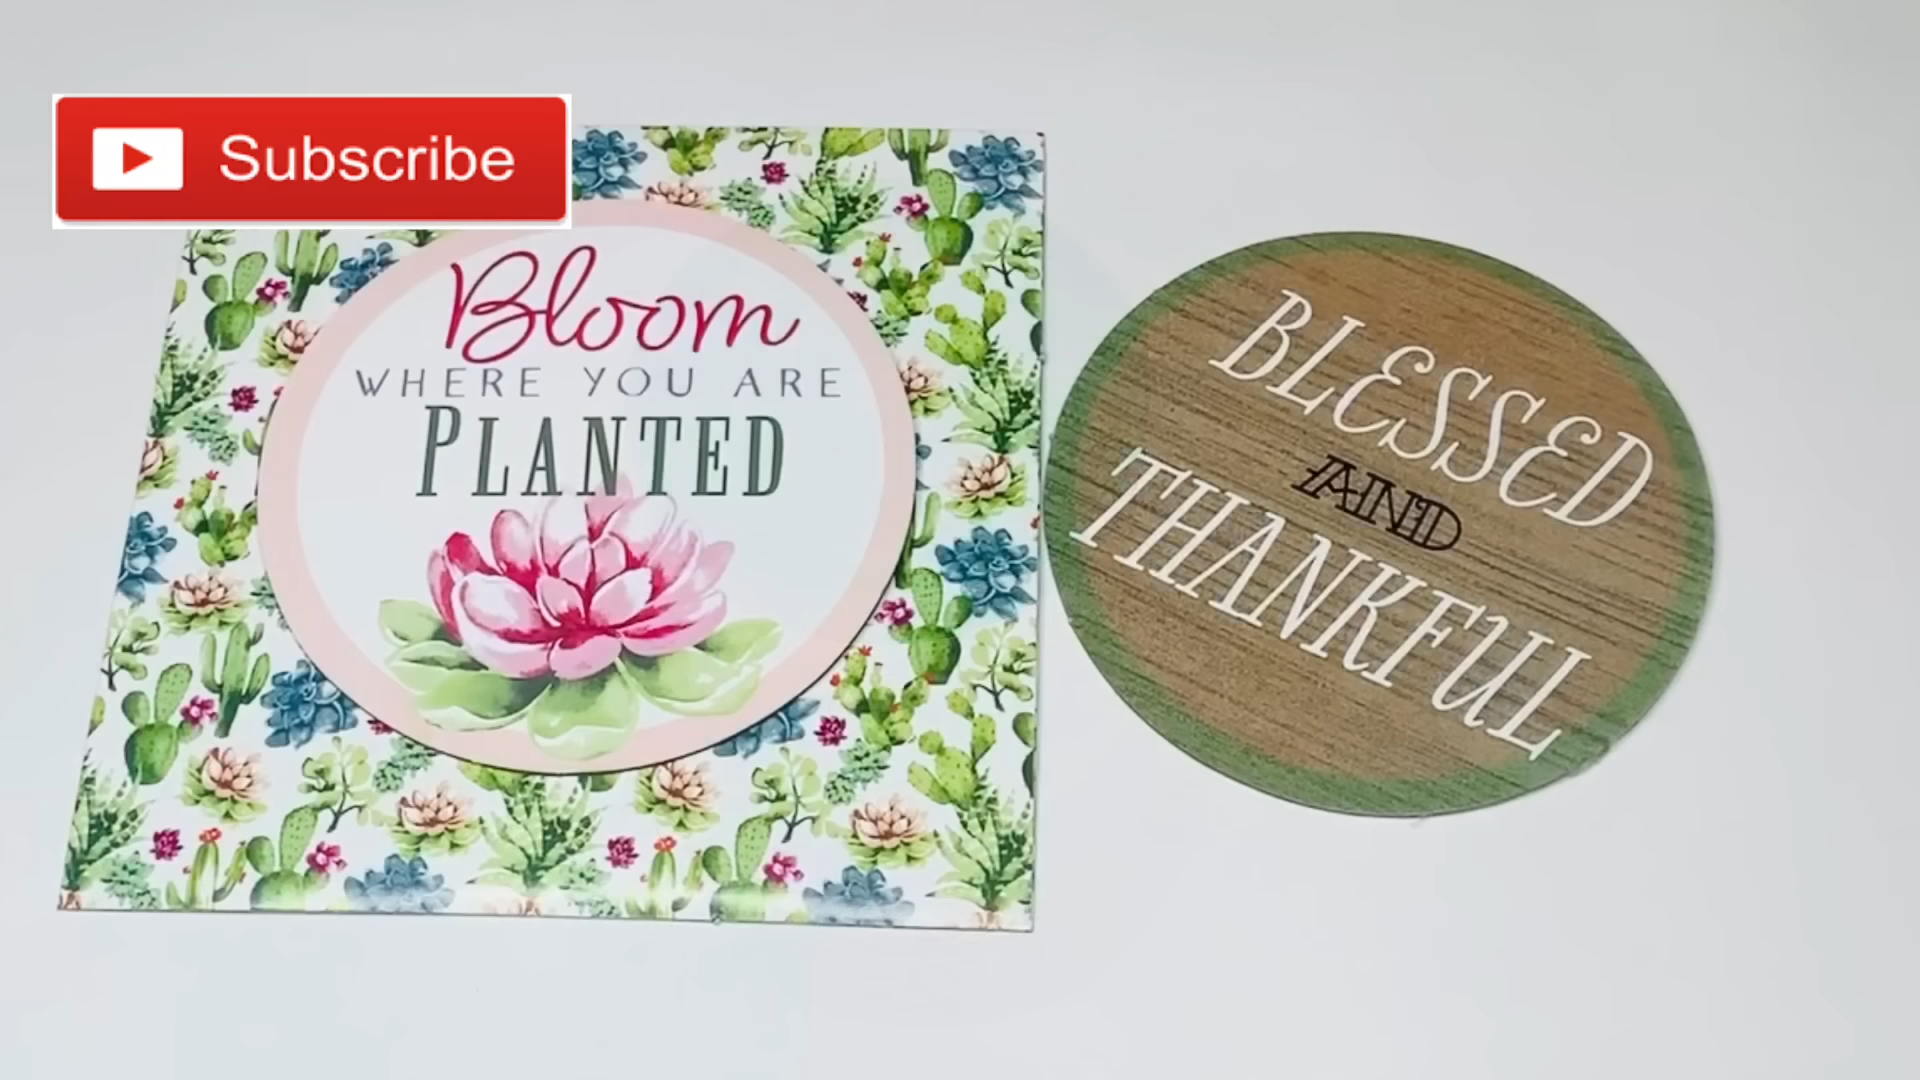 Subscribe
Bloom
WHERE YOU ARE
PLANTED
BLESSED
AND
THANKFUL